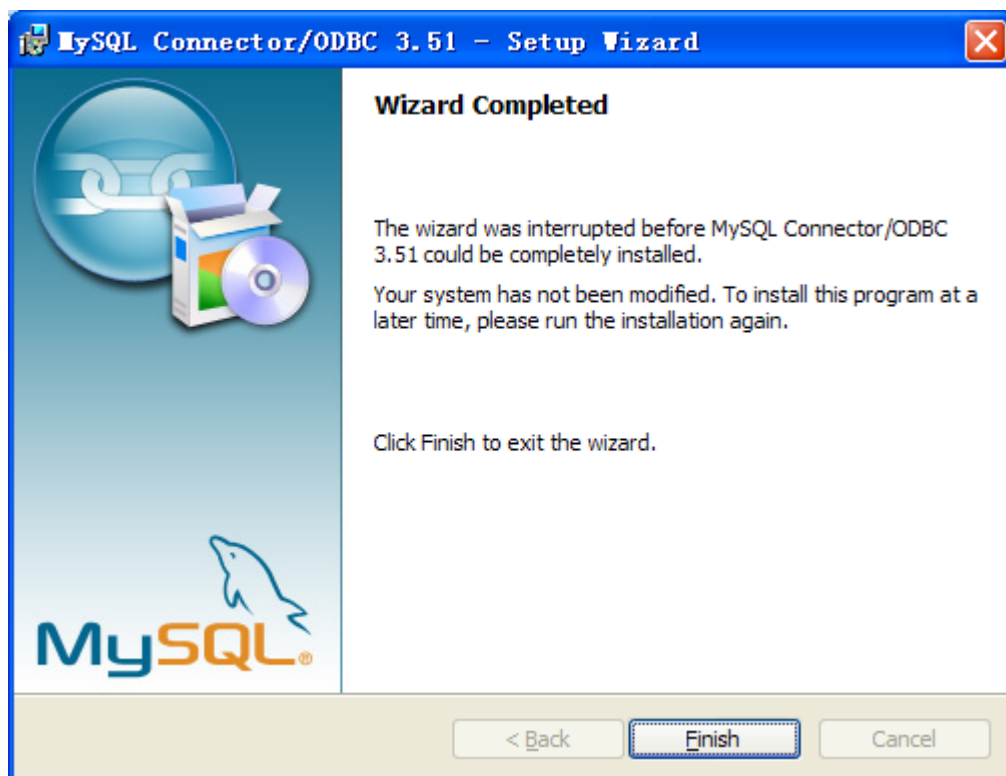 MySQL Connector/ODBC 3.51 - Setup Wizard
Wizard Completed
The wizard was interrupted before MySQL Connector/ODBC
3.51 could be completely installed.
Your system has not been modified. To install this program at a
later time, please run the installation again.
Click Finish to exit the wizard.
MySQL®
< Back
Finish
Cancel